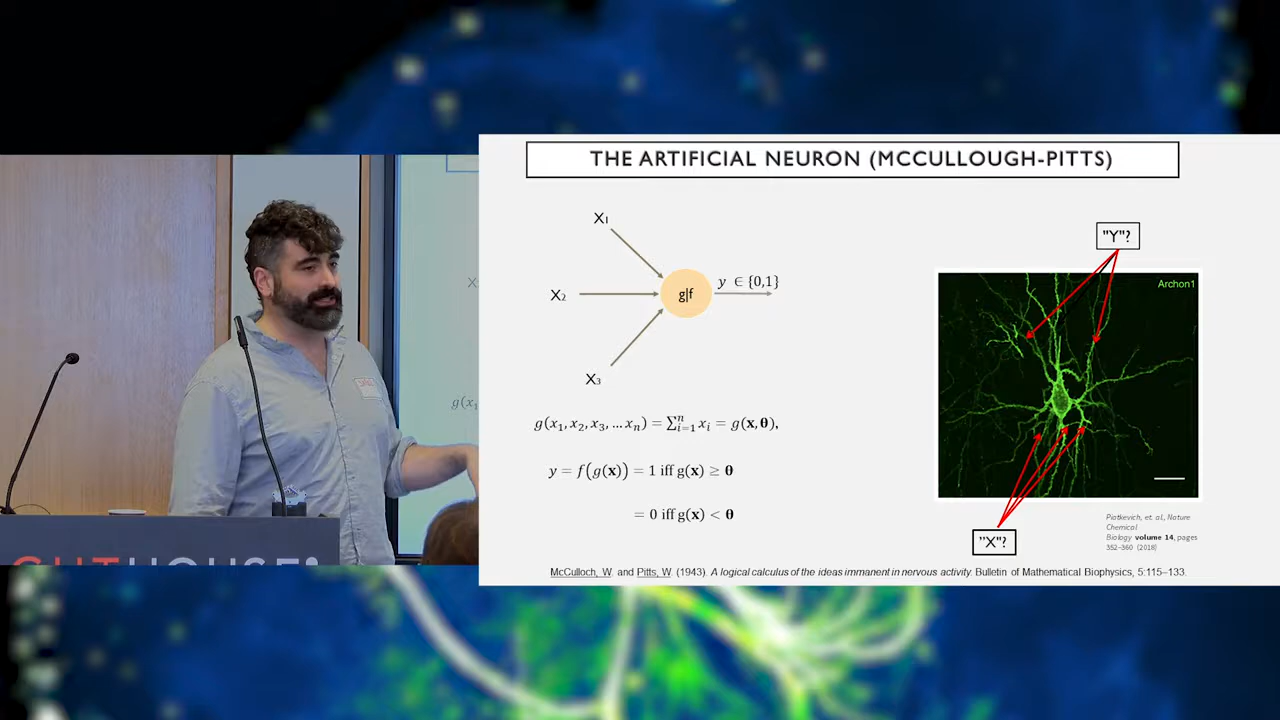 THE ARTIFICIAL NEURON (MCCULLOUGH-PITTS)
X1
"Y"?
X2
g|f
y ∈ {0,1}
Archon1
X3
g(x1, x2, x3, … xn) = ∑ⁿᵢ₌₁ xi = g(x, θ),
y = f(g(x)) = 1 iff g(x) ≥ θ
= 0 iff g(x) < θ
"X"?
Piatkevich, et. al., Nature
Chemical
Biology volume 14, pages
352–360 (2018)
McCulloch, W. and Pitts, W. (1943). A logical calculus of the ideas immanent in nervous activity. Bulletin of Mathematical Biophysics, 5:115–133.
g(x1